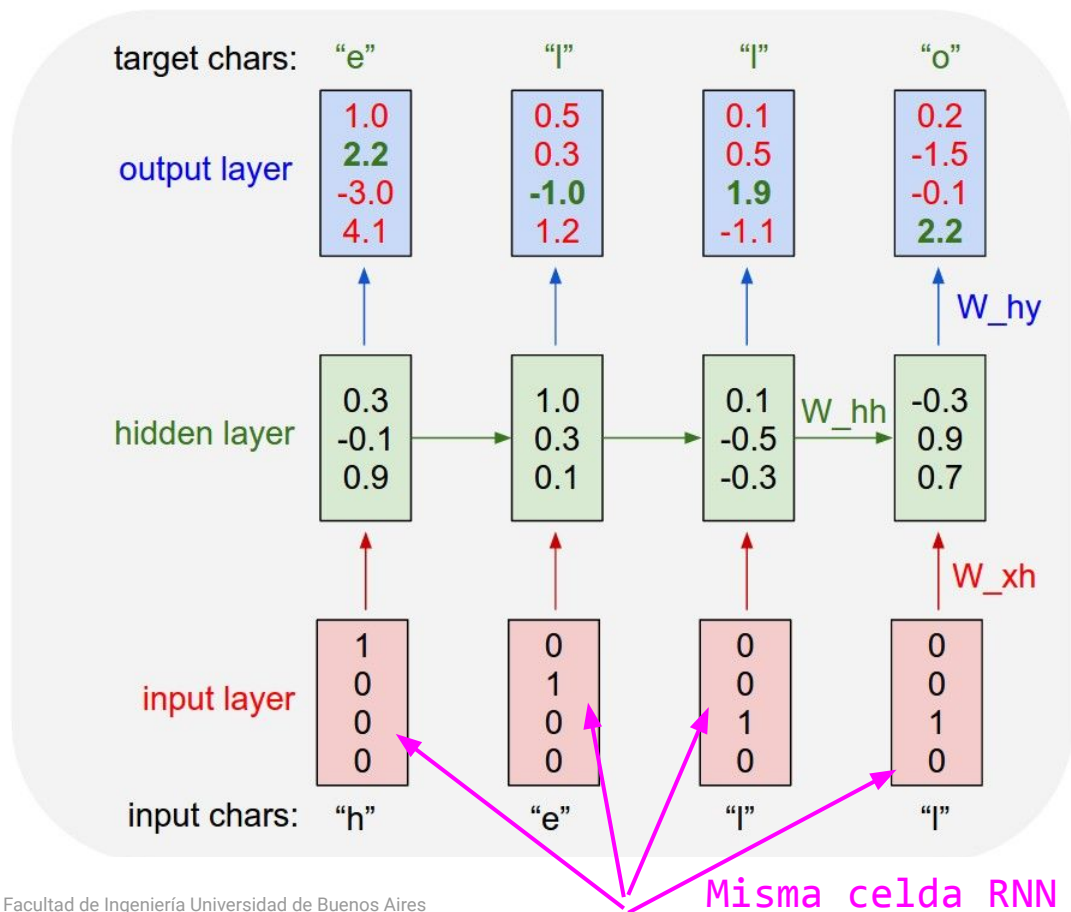 target chars: “e” “l” “l” “o”
1.0 0.5 0.1 0.2
2.2 0.3 0.5 -1.5
output layer
-3.0 -1.0 1.9 -0.1
4.1 1.2 -1.1 2.2
W_hy
0.3 1.0 0.1 W_hh -0.3
hidden layer -0.1 0.3 -0.5 0.9
0.9 0.1 -0.3 0.7
W_xh
1 0 0 0
0 1 0 0
input layer
0 0 1 1
0 0 0 0
input chars: “h” “e” “l” “l”
Misma celda RNN
Facultad de Ingeniería Universidad de Buenos Aires